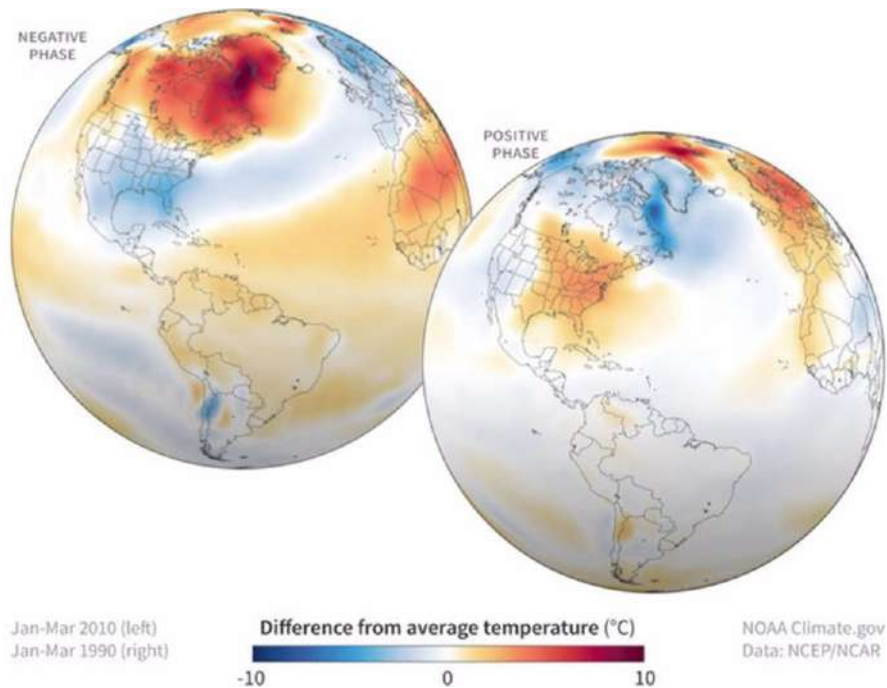 NEGATIVE
PHASE
POSITIVE
PHASE
Jan-Mar 2010 (left)
Jan-Mar 1990 (right)
Difference from average temperature (°C)
-10
0
10
NOAA Climate.gov
Data: NCEP/NCAR